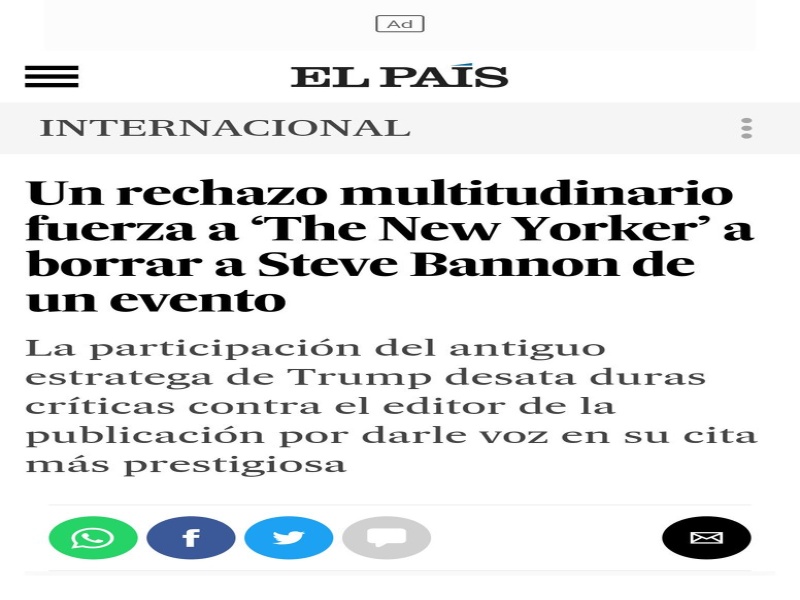 Ad
EL PAÍS
INTERNACIONAL
Un rechazo multitudinario
fuerza a ‘The New Yorker’ a
borrar a Steve Bannon de
un evento
La participación del antiguo
estratega de Trump desata duras
críticas contra el editor de la
publicación por darle voz en su cita
más prestigiosa